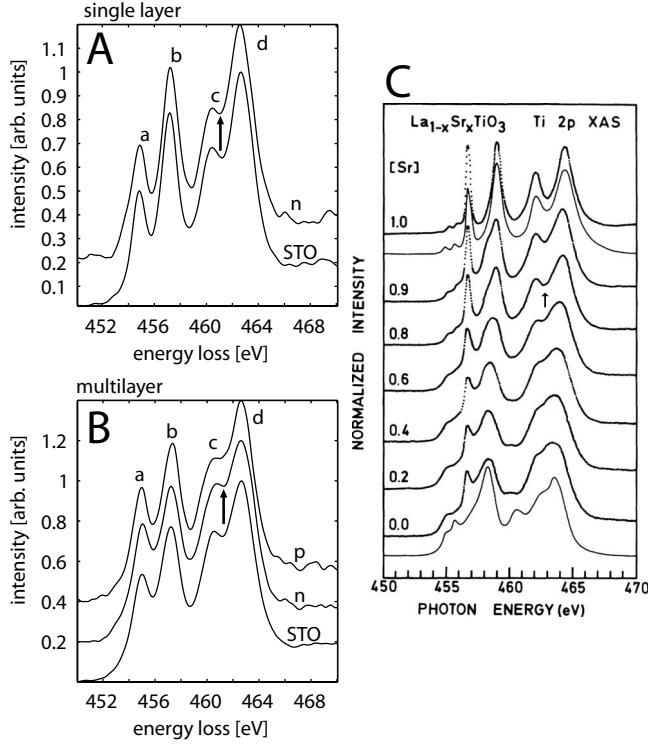 single layer
A
a
b
c
d
n
STO
intensity [arb. units]
1.1
1
0.9
0.8
0.7
0.6
0.5
0.4
0.3
0.2
0.1
452 456 460 464 468
energy loss [eV]
multilayer
B
a
b
c
d
p
n
STO
intensity [arb. units]
1.2
1
0.8
0.6
0.4
0.2
452 456 460 464 468
energy loss [eV]
C
La1-xSrxTiO3 Ti 2p XAS
[Sr]
1.0
0.9
0.8
0.6
0.4
0.2
0.0
NORMALIZED INTENSITY
450 455 460 465 470
PHOTON ENERGY (eV)